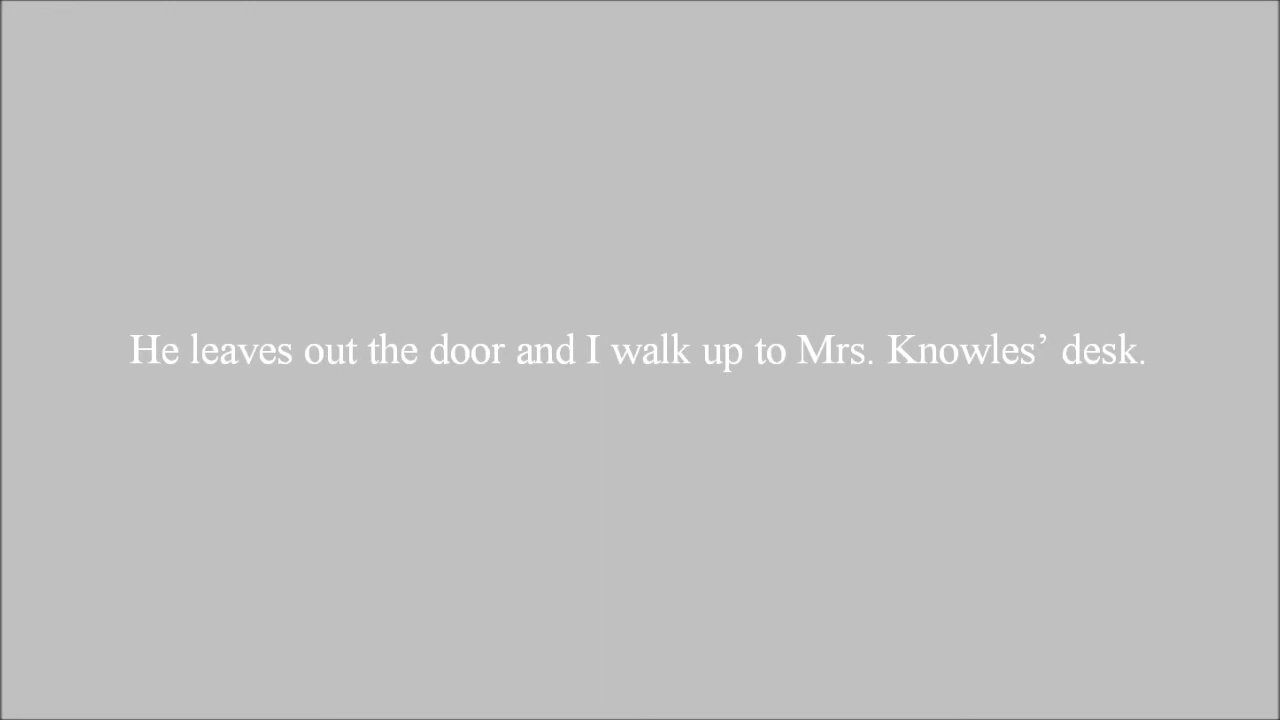 He leaves out the door and I walk up to Mrs. Knowles’ desk.